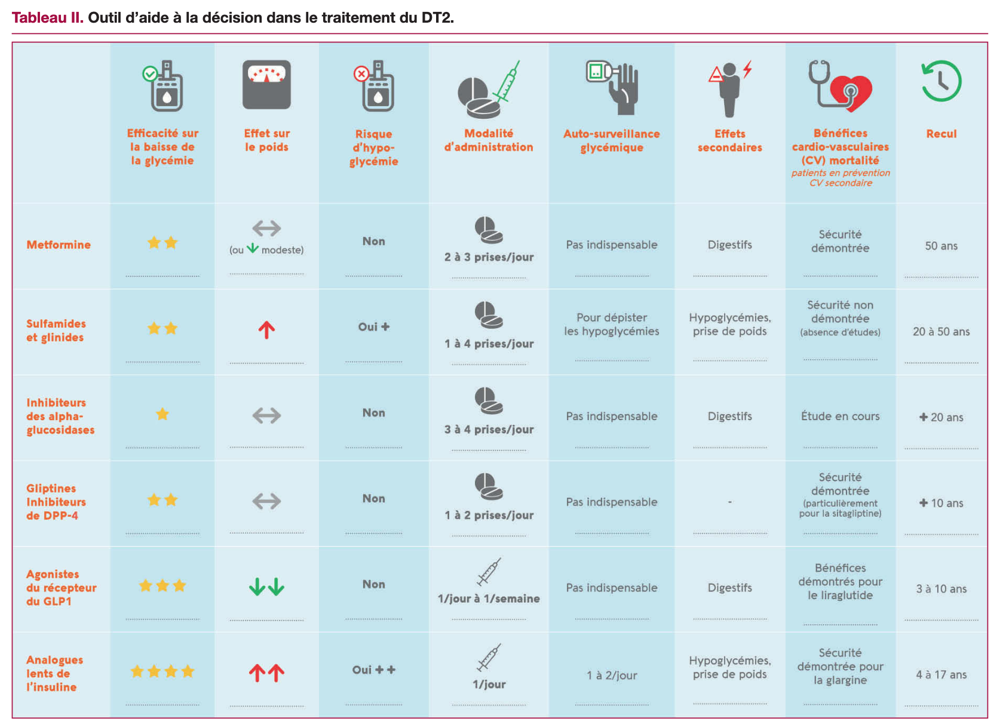 Tableau II. Outil d’aide à la décision dans le traitement du DT2.
Efficacité sur
la baisse de
la glycémie
Effet sur
le poids
Risque
d’hypo-
glycémie
Modalité
d’administration
Auto-surveillance
glycémique
Effets
secondaires
Bénéfices
cardio-vasculaires
(CV) mortalité
patients en prévention
CV secondaire
Recul
Metformine
(ou modeste)
Non
2 à 3 prises/jour
Pas indispensable
Digestifs
Sécurité
démontrée
50 ans
Sulfamides
et glinides
Oui +
1 à 4 prises/jour
Pour dépister
les hypoglycémies
Hypoglycémies,
prise de poids
Sécurité non
démontrée
(absence d’études)
20 à 50 ans
Inhibiteurs
des alpha-
glucosidases
Non
3 à 4 prises/jour
Pas indispensable
Digestifs
Étude en cours
+ 20 ans
Gliptines
Inhibiteurs
de DPP-4
Non
1 à 2 prises/jour
Pas indispensable
-
Sécurité
démontrée
(particulièrement
pour la sitagliptine)
+ 10 ans
Agonistes
du récepteur
du GLP1
Non
1/jour à 1/semaine
Pas indispensable
Digestifs
Bénéfices
démontrés pour
le liraglutide
3 à 10 ans
Analogues
lents de
l’insuline
Oui + +
1/jour
1 à 2/jour
Hypoglycémies,
prise de poids
Sécurité
démontrée pour
la glargine
4 à 17 ans